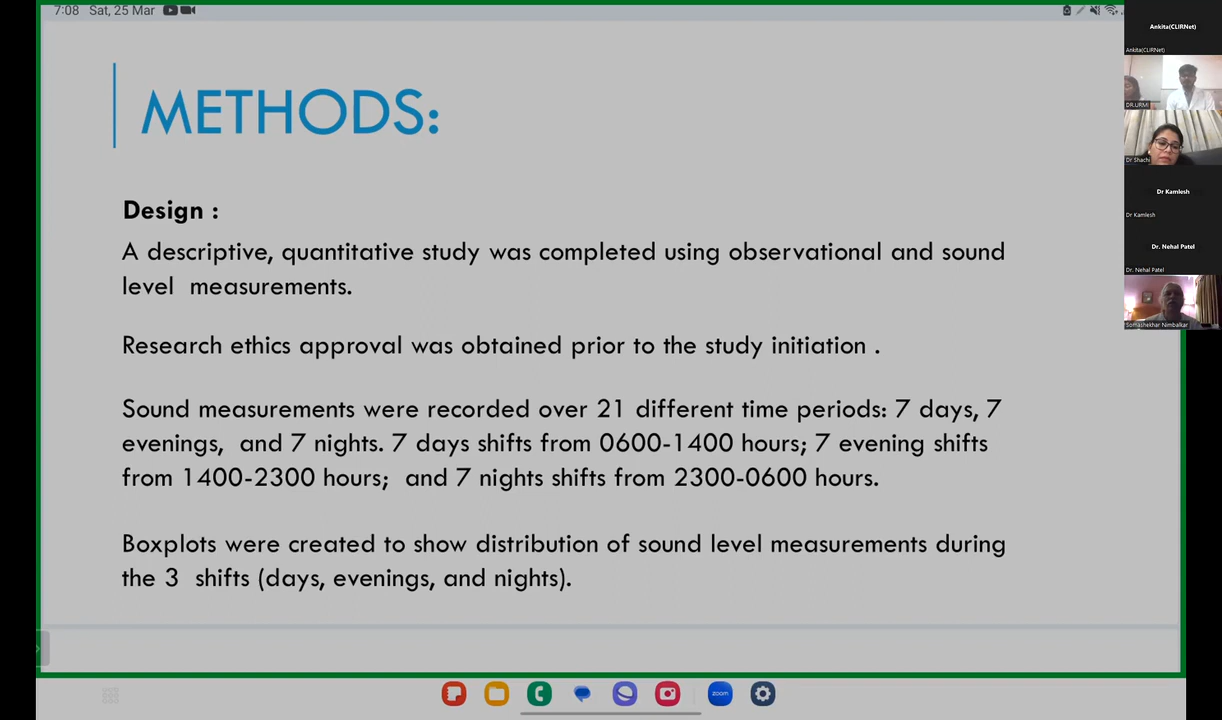 7:08 Sat, 25 Mar
Ankita(CLIRNet)
Ankita(CLIRNet)
DR.URMI
Dr Shachi
Dr Kamlesh
Dr Kamlesh
Dr. Nehal Patel
Dr. Nehal Patel
Somashekhar Nimbalkar
METHODS:
Design :
A descriptive, quantitative study was completed using observational and sound
level measurements.
Research ethics approval was obtained prior to the study initiation .
Sound measurements were recorded over 21 different time periods: 7 days, 7
evenings, and 7 nights. 7 days shifts from 0600-1400 hours; 7 evening shifts
from 1400-2300 hours; and 7 nights shifts from 2300-0600 hours.
Boxplots were created to show distribution of sound level measurements during
the 3 shifts (days, evenings, and nights).
zoom